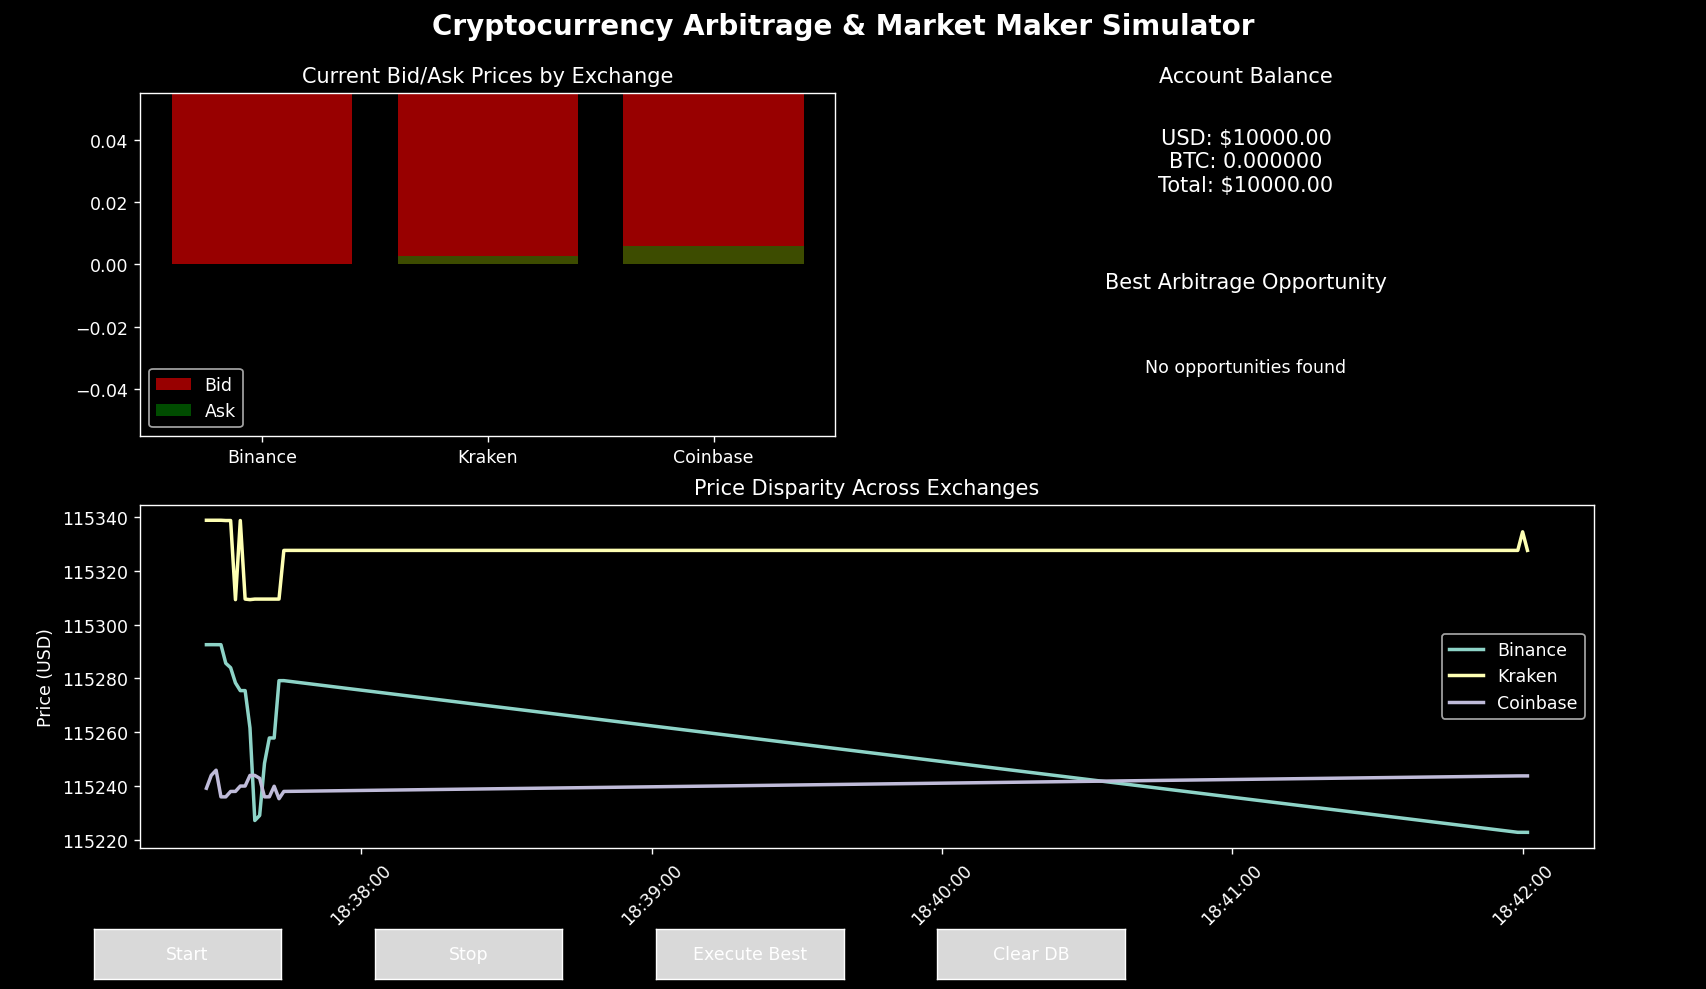 Cryptocurrency Arbitrage & Market Maker Simulator
Current Bid/Ask Prices by Exchange
0.04
0.02
0.00
−0.02
−0.04
Bid
Ask
Binance
Kraken
Coinbase
Account Balance
USD: $10000.00
BTC: 0.000000
Total: $10000.00
Best Arbitrage Opportunity
No opportunities found
Price Disparity Across Exchanges
Price (USD)
115340
115320
115300
115280
115260
115240
115220
Binance
Kraken
Coinbase
18:38:00
18:39:00
18:40:00
18:41:00
18:42:00
Start
Stop
Execute Best
Clear DB